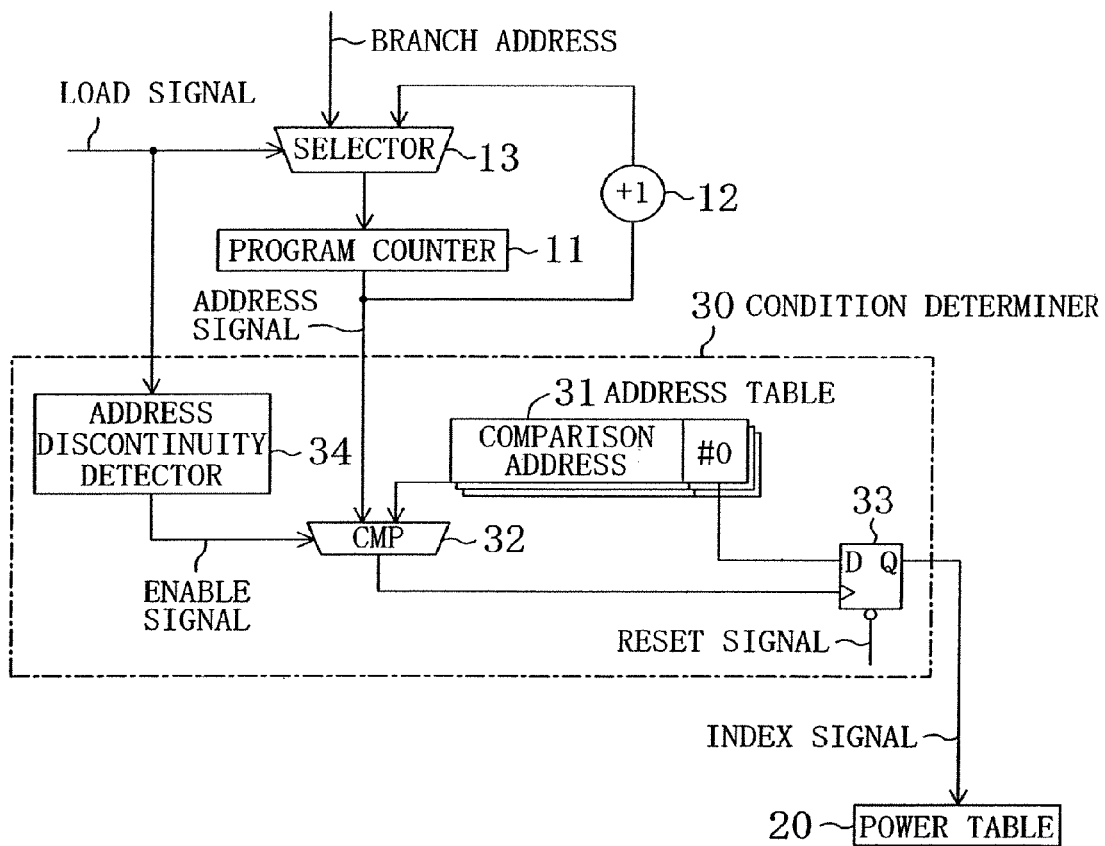 BRANCH ADDRESS
LOAD SIGNAL
SELECTOR
13
+1
12
PROGRAM COUNTER
11
ADDRESS
SIGNAL
30 CONDITION DETERMINER
31 ADDRESS TABLE
ADDRESS
DISCONTINUITY
DETECTOR
34
COMPARISON
ADDRESS
#0
CMP
32
33
D Q
ENABLE
SIGNAL
RESET SIGNAL
INDEX SIGNAL
20
POWER TABLE